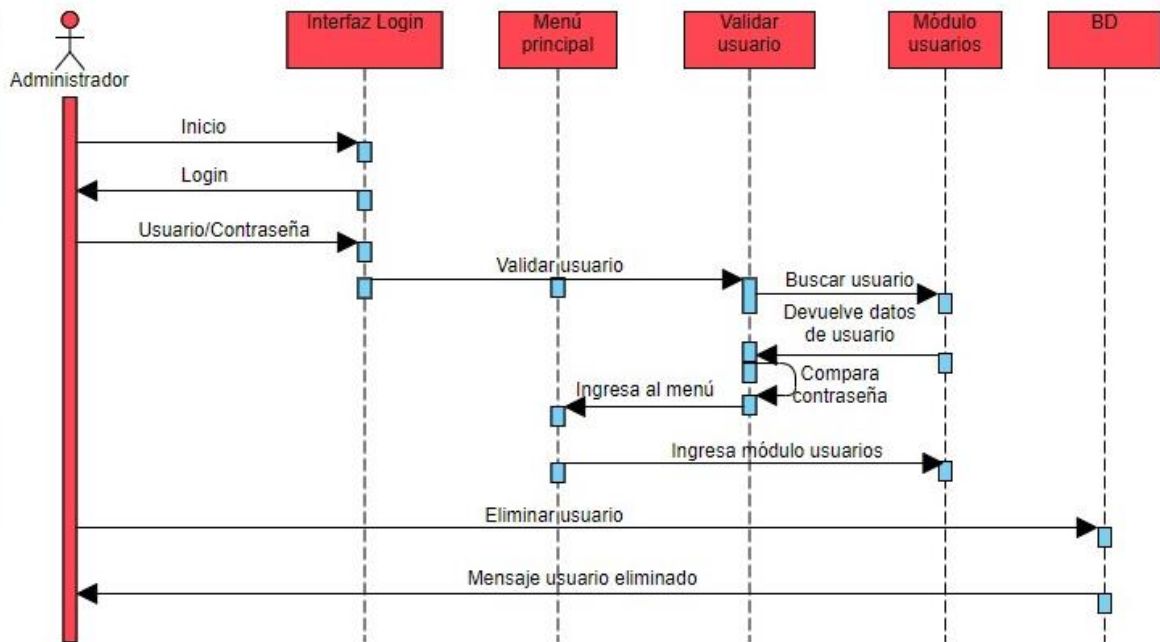 Administrador
Interfaz Login
Menú
principal
Validar
usuario
Módulo
usuarios
BD
Inicio
Login
Usuario/Contraseña
Validar usuario
Buscar usuario
Devuelve datos
de usuario
Compara
contraseña
Ingresa al menú
Ingresa módulo usuarios
Eliminar usuario
Mensaje usuario eliminado